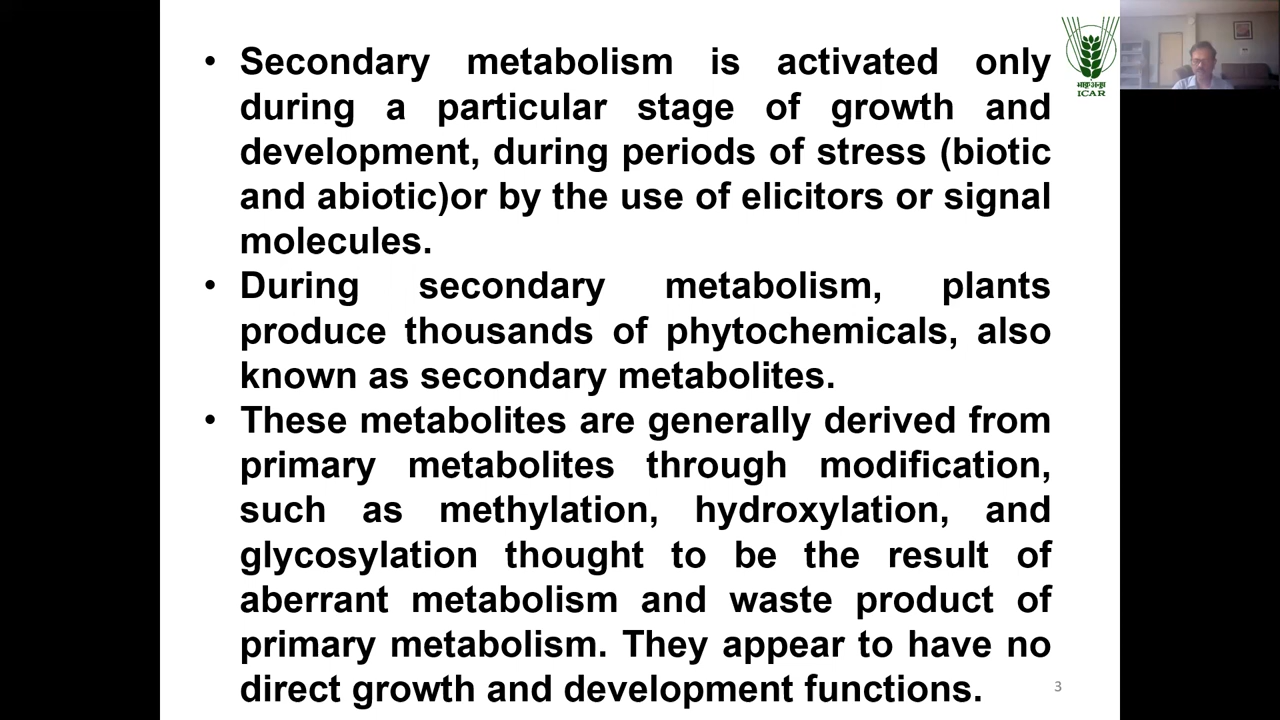 • Secondary metabolism is activated only
during a particular stage of growth and
development, during periods of stress (biotic
and abiotic)or by the use of elicitors or signal
molecules.
• During secondary metabolism, plants
produce thousands of phytochemicals, also
known as secondary metabolites.
• These metabolites are generally derived from
primary metabolites through modification,
such as methylation, hydroxylation, and
glycosylation thought to be the result of
aberrant metabolism and waste product of
primary metabolism. They appear to have no
direct growth and development functions.
3
भाकृअनुप
ICAR